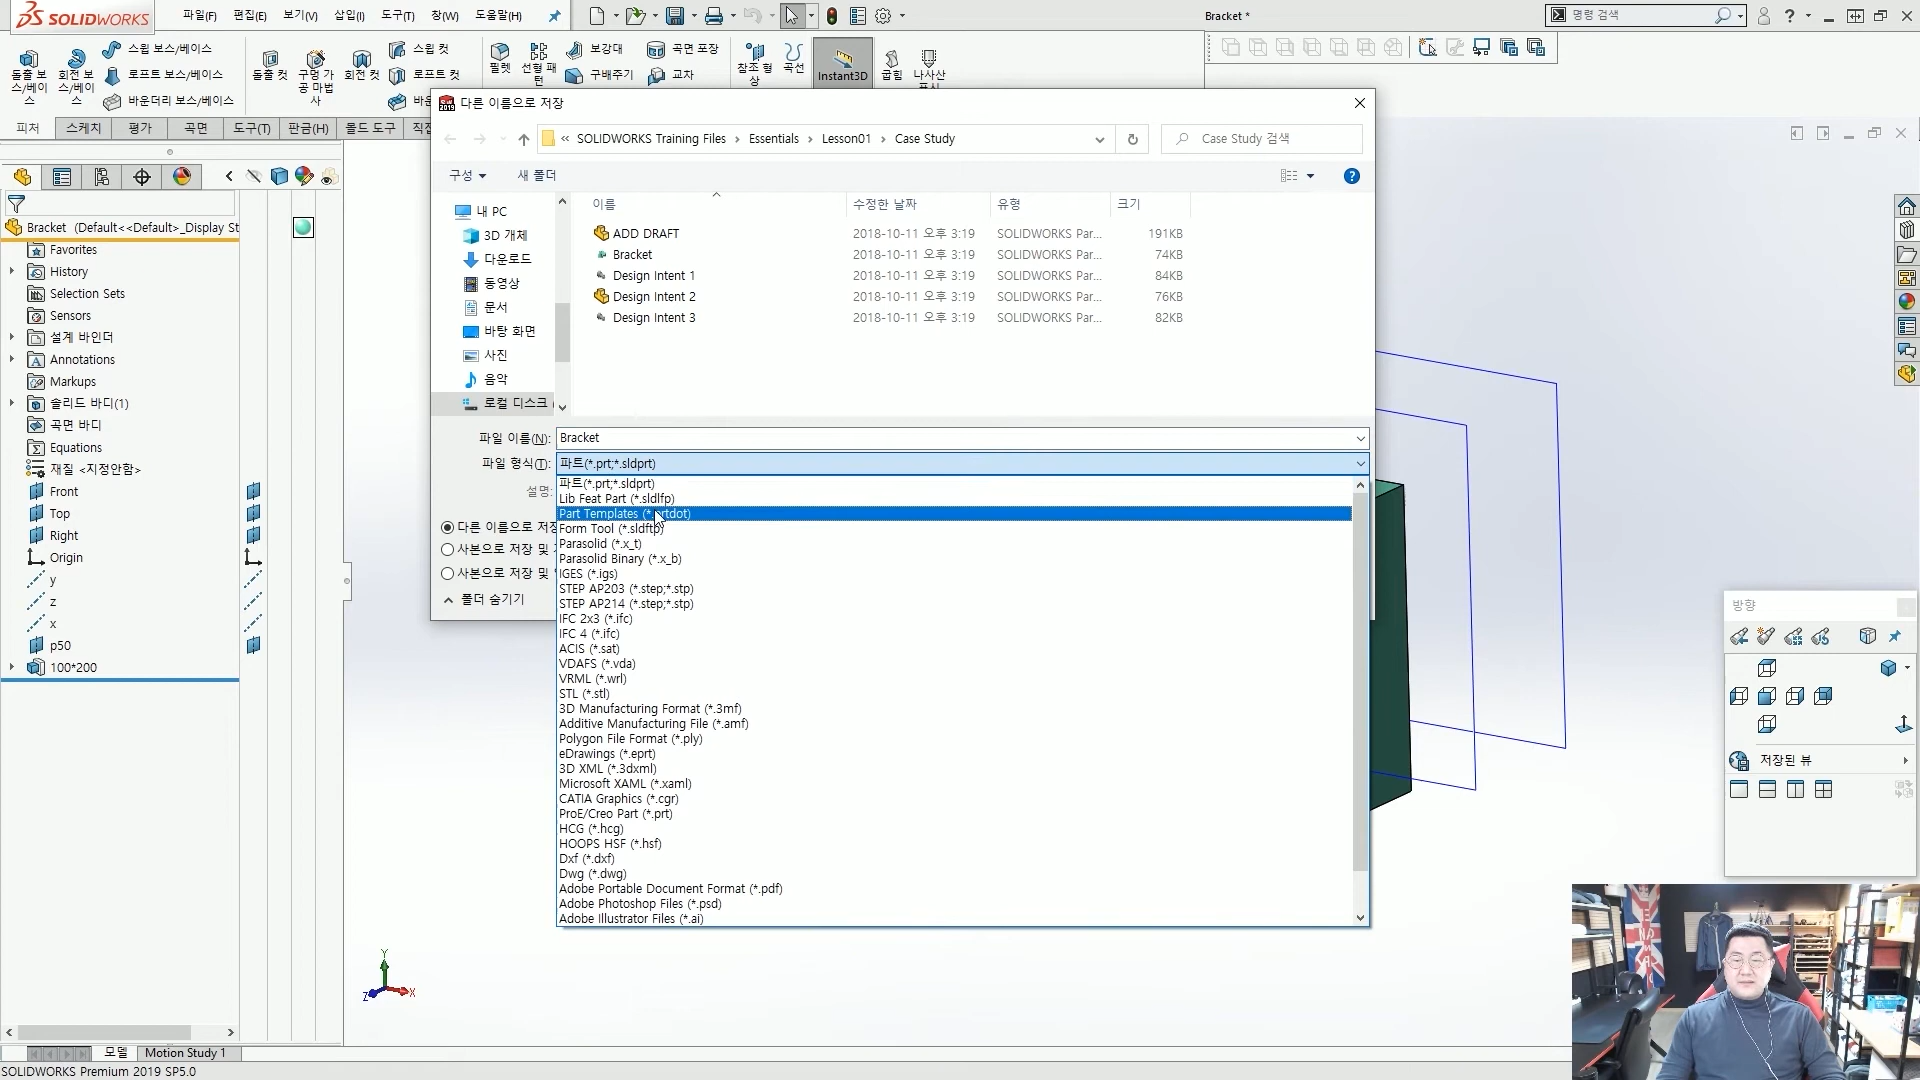 SOLIDWORKS
파일(F) 편집(E) 보기(V) 삽입(I) 도구(T) 창(W) 도움말(H)
Bracket *
명령 검색
돌출 보스/베이스
회전 보스/베이스
스윕 보스/베이스
로프트 보스/베이스
바운더리 보스/베이스
돌출 컷
구멍 가공 마법사
회전 컷
스윕 컷
로프트 컷
필렛
선형 패턴
보강대
구배주기
곡면 포장
교차
참조 형상
곡선
Instant3D
굽힘
나사산 표시
피처 스케치 평가 곡면 도구(T) 판금(H) 몰드 도구
Bracket (Default<<Default>_Display St
Favorites
History
Selection Sets
Sensors
설계 바인더
Annotations
Markups
솔리드 바디(1)
곡면 바디
Equations
재질 <지정안함>
Front
Top
Right
Origin
y
z
x
p50
100*200
다른 이름으로 저장
« SOLIDWORKS Training Files › Essentials › Lesson01 › Case Study
Case Study 검색
구성 새 폴더
내 PC
3D 개체
다운로드
동영상
문서
바탕 화면
사진
음악
로컬 디스크
이름 수정한 날짜 유형 크기
ADD DRAFT 2018-10-11 오후 3:19 SOLIDWORKS Par... 191KB
Bracket 2018-10-11 오후 3:19 SOLIDWORKS Par... 74KB
Design Intent 1 2018-10-11 오후 3:19 SOLIDWORKS Par... 84KB
Design Intent 2 2018-10-11 오후 3:19 SOLIDWORKS Par... 76KB
Design Intent 3 2018-10-11 오후 3:19 SOLIDWORKS Par... 82KB
파일 이름(N): Bracket
파일 형식(T): 파트(*.prt;*.sldprt)
설명:
다른 이름으로 저장
사본으로 저장 및
사본으로 저장 및
폴더 숨기기
파트(*.prt;*.sldprt)
Lib Feat Part (*.sldlfp)
Part Templates (*.prtdot)
Form Tool (*.sldftp)
Parasolid (*.x_t)
Parasolid Binary (*.x_b)
IGES (*.igs)
STEP AP203 (*.step;*.stp)
STEP AP214 (*.step;*.stp)
IFC 2x3 (*.ifc)
IFC 4 (*.ifc)
ACIS (*.sat)
VDAFS (*.vda)
VRML (*.wrl)
STL (*.stl)
3D Manufacturing Format (*.3mf)
Additive Manufacturing File (*.amf)
Polygon File Format (*.ply)
eDrawings (*.eprt)
3D XML (*.3dxml)
Microsoft XAML (*.xaml)
CATIA Graphics (*.cgr)
ProE/Creo Part (*.prt)
HCG (*.hcg)
HOOPS HSF (*.hsf)
Dxf (*.dxf)
Dwg (*.dwg)
Adobe Portable Document Format (*.pdf)
Adobe Photoshop Files (*.psd)
Adobe Illustrator Files (*.ai)
방향
저장된 뷰
Y
Z
X
모델 Motion Study 1
SOLIDWORKS Premium 2019 SP5.0